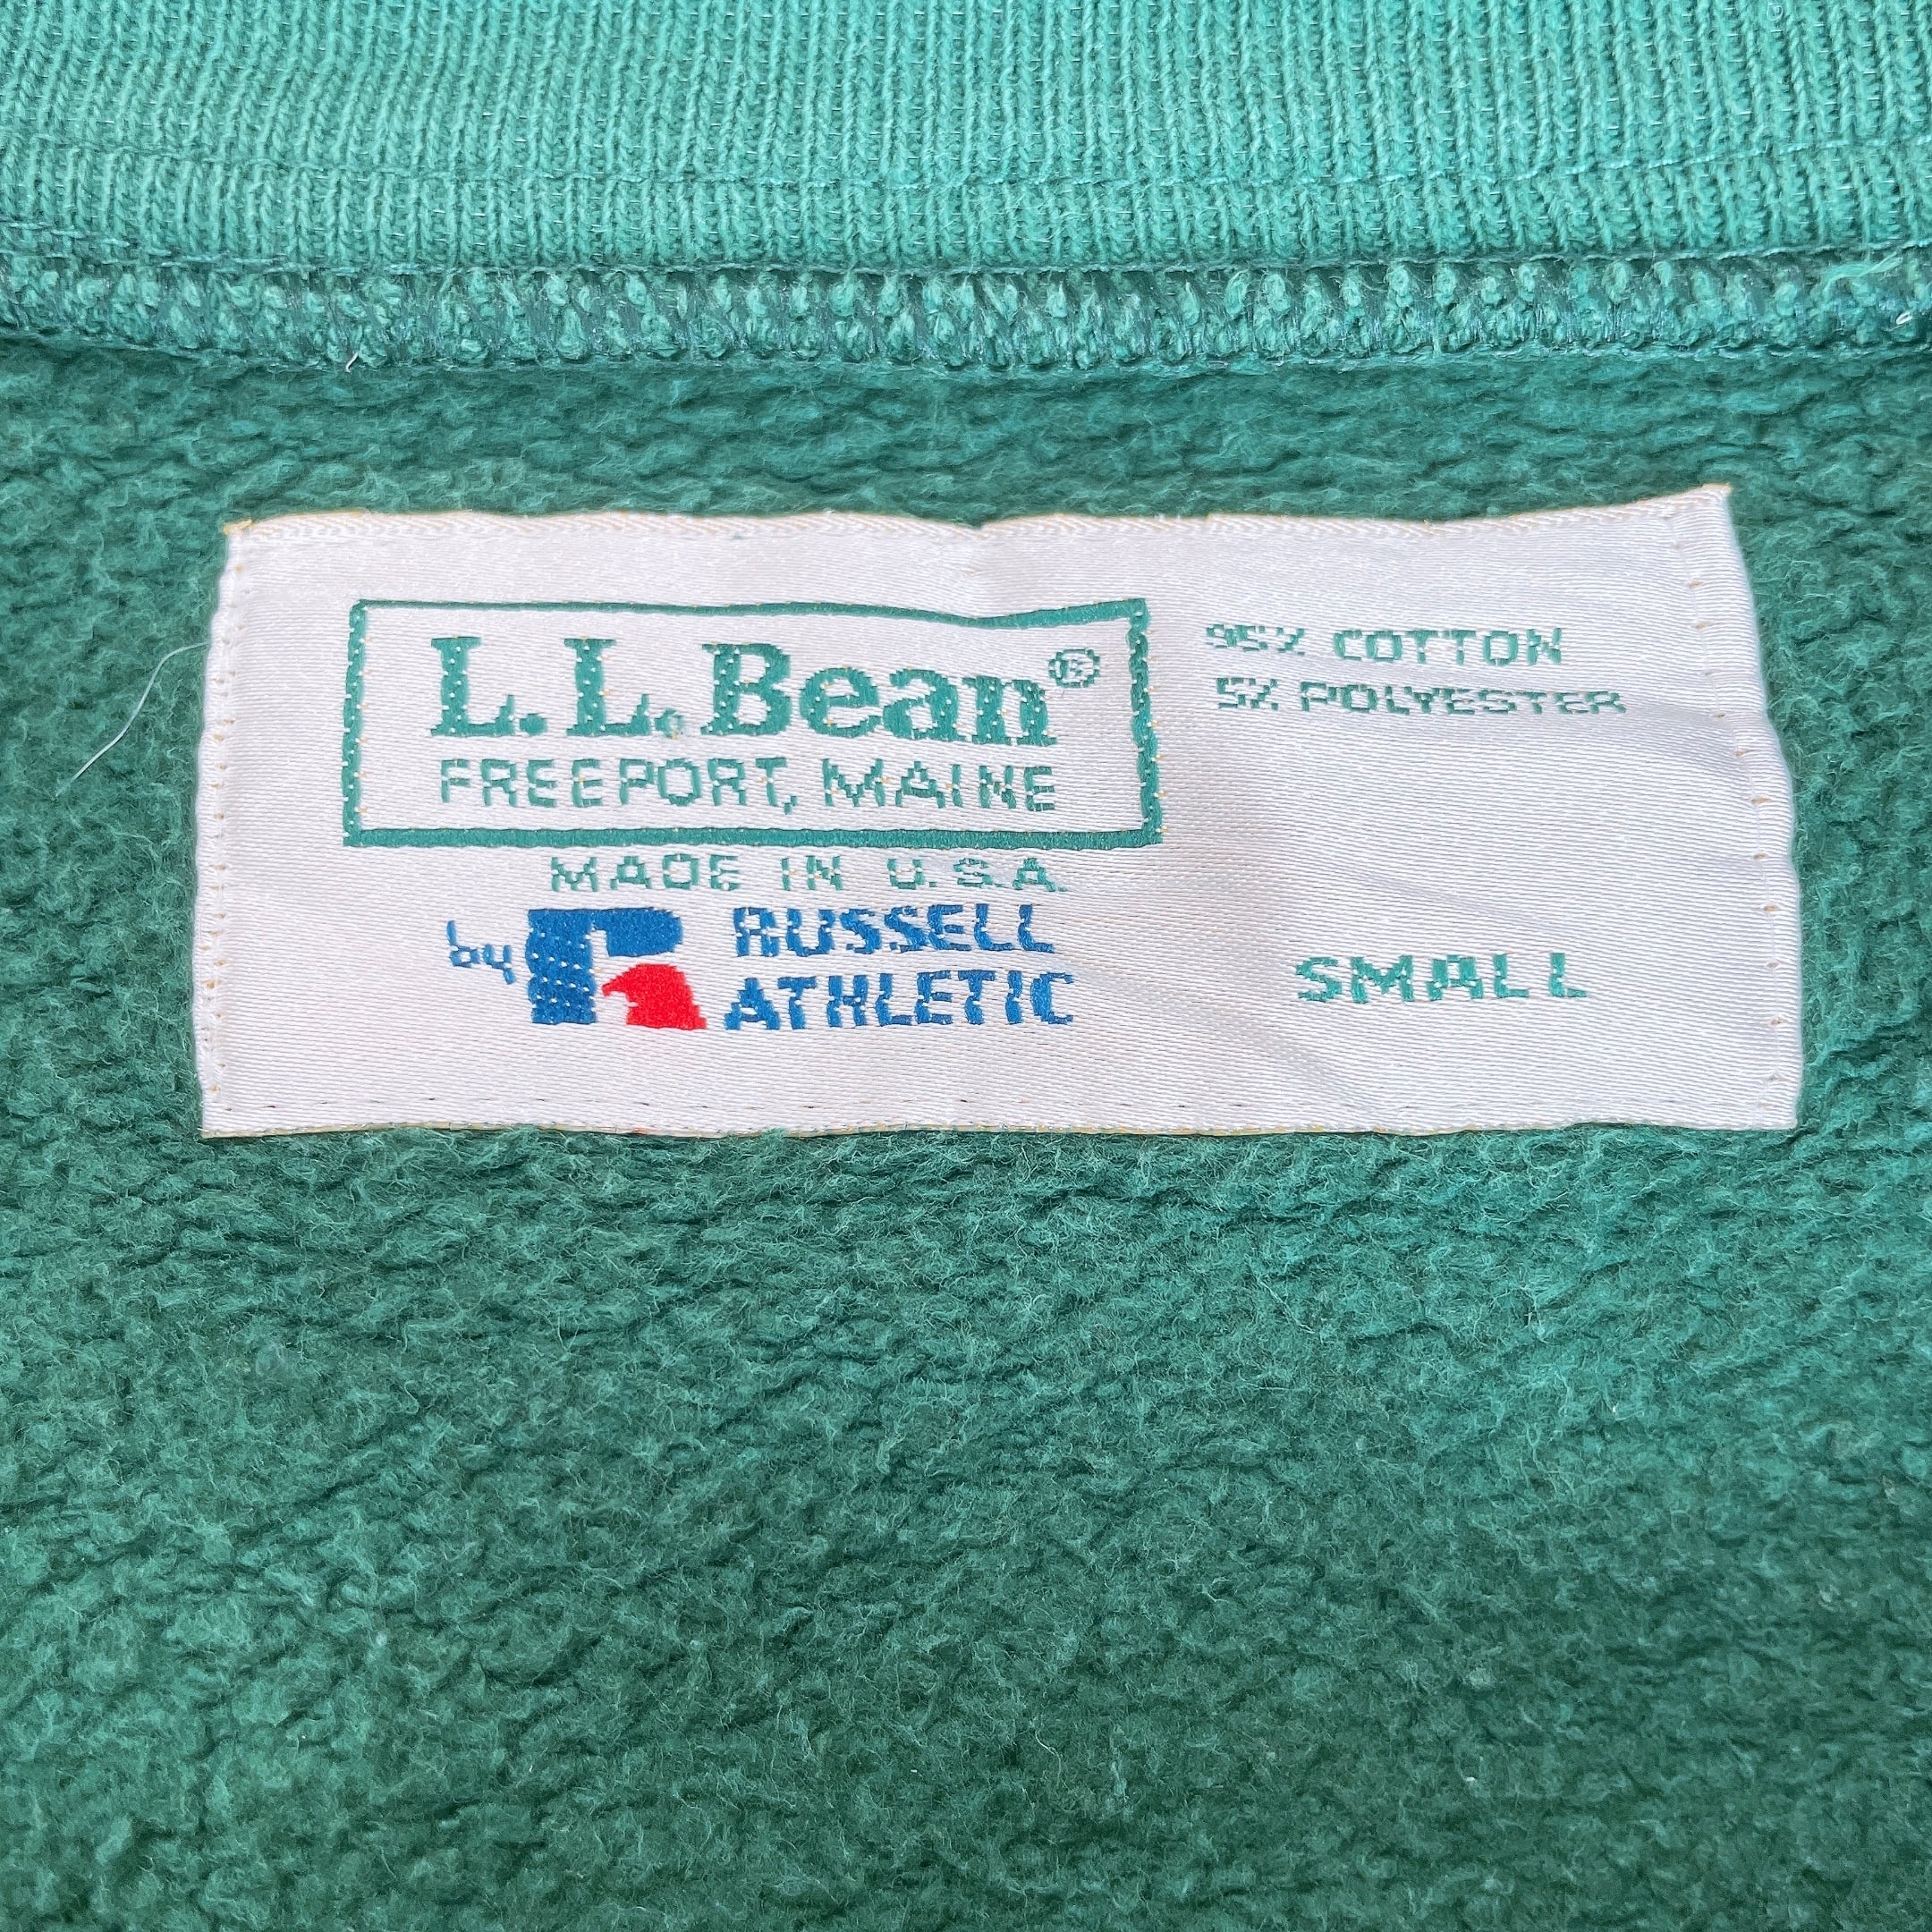 L.L.Bean®
FREEPORT, MAINE
MADE IN U.S.A.
by R RUSSELL
ATHLETIC
95% COTTON
5% POLYESTER
SMALL